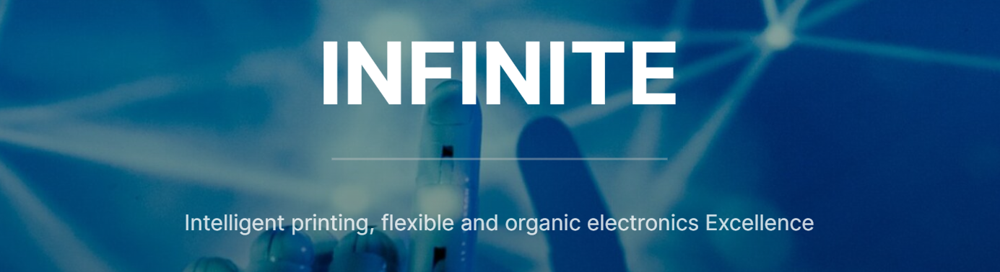 INFINITE
Intelligent printing, flexible and organic electronics Excellence